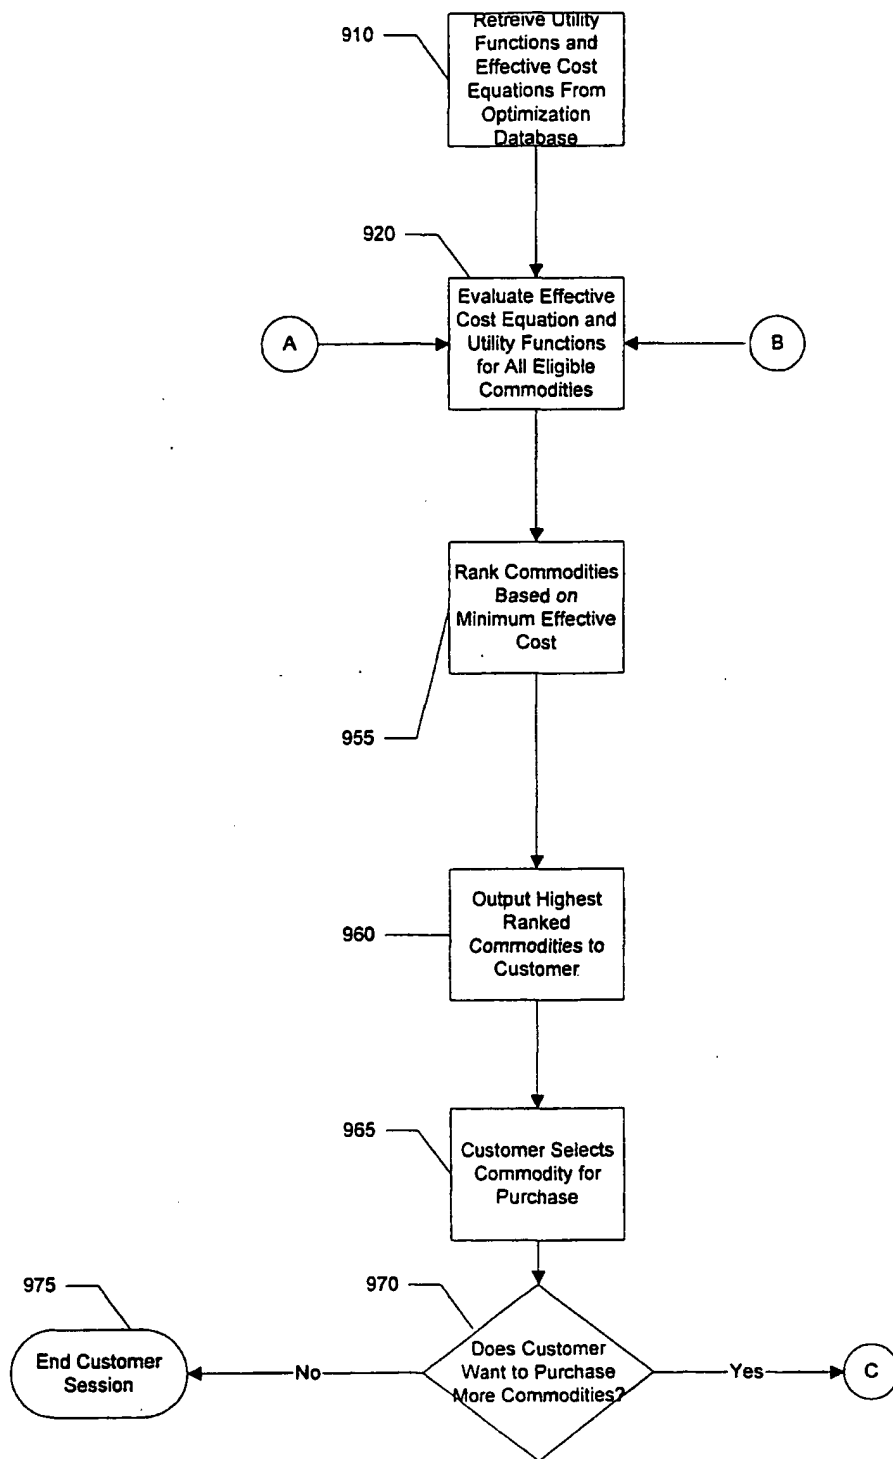 910
Retreive Utility
Functions and
Effective Cost
Equations From
Optimization
Database
920
Evaluate Effective
Cost Equation and
Utility Functions
for All Eligible
Commodities
A
B
Rank Commodities
Based on
Minimum Effective
Cost
955
Output Highest
Ranked
Commodities to
Customer
960
965
Customer Selects
Commodity for
Purchase
975
970
End Customer
Session
No
Does Customer
Want to Purchase
More Commodities?
Yes
C